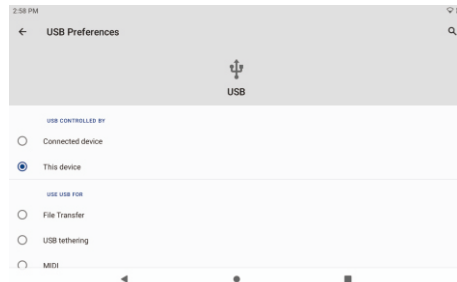 2:58 PM
USB Preferences
USB
USB CONTROLLED BY
Connected device
This device
USE USB FOR
File Transfer
USB tethering
MIDI